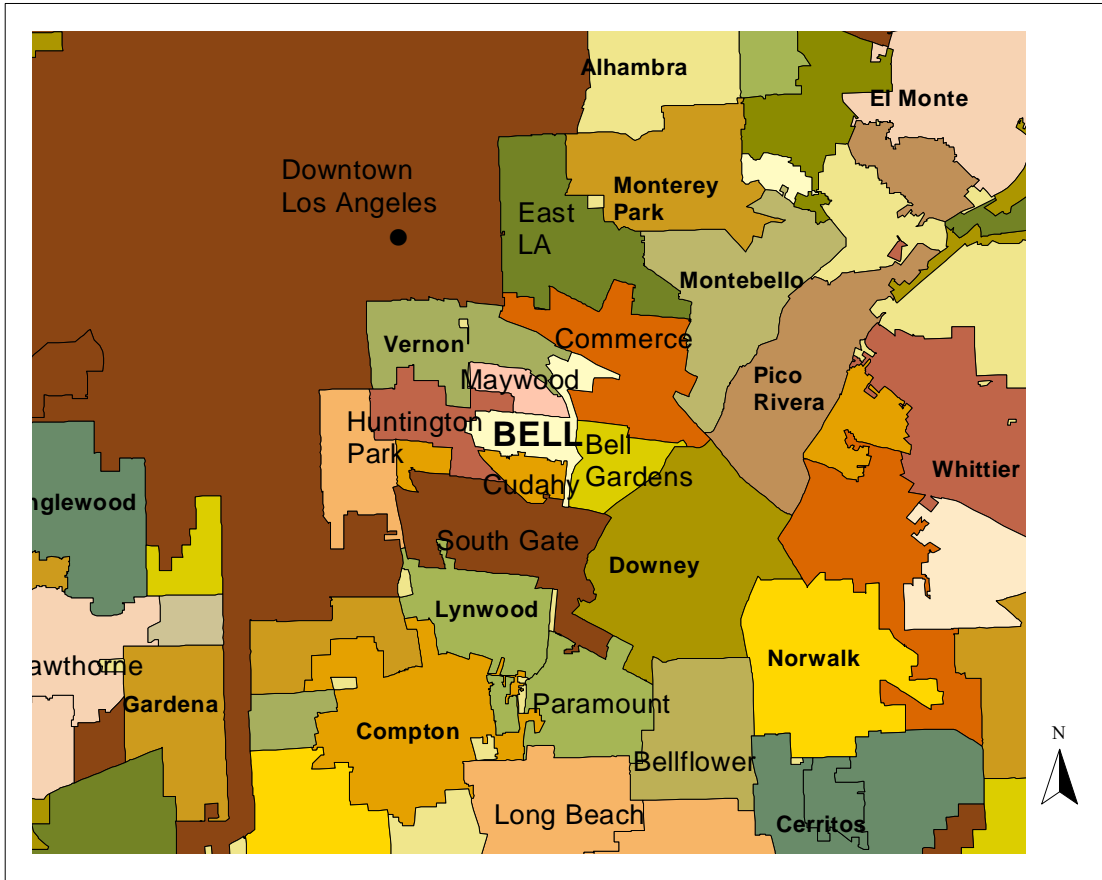 Alhambra
El Monte
Downtown
Los Angeles
Monterey
Park
East
LA
Montebello
Commerce
Vernon
Maywood
Pico
Rivera
Huntington
Park
BELL
Bell
Gardens
Whittier
Cudahy
nglewood
South Gate
Downey
Lynwood
Norwalk
awthorne
Gardena
Paramount
Compton
Bellflower
Long Beach
Cerritos
N